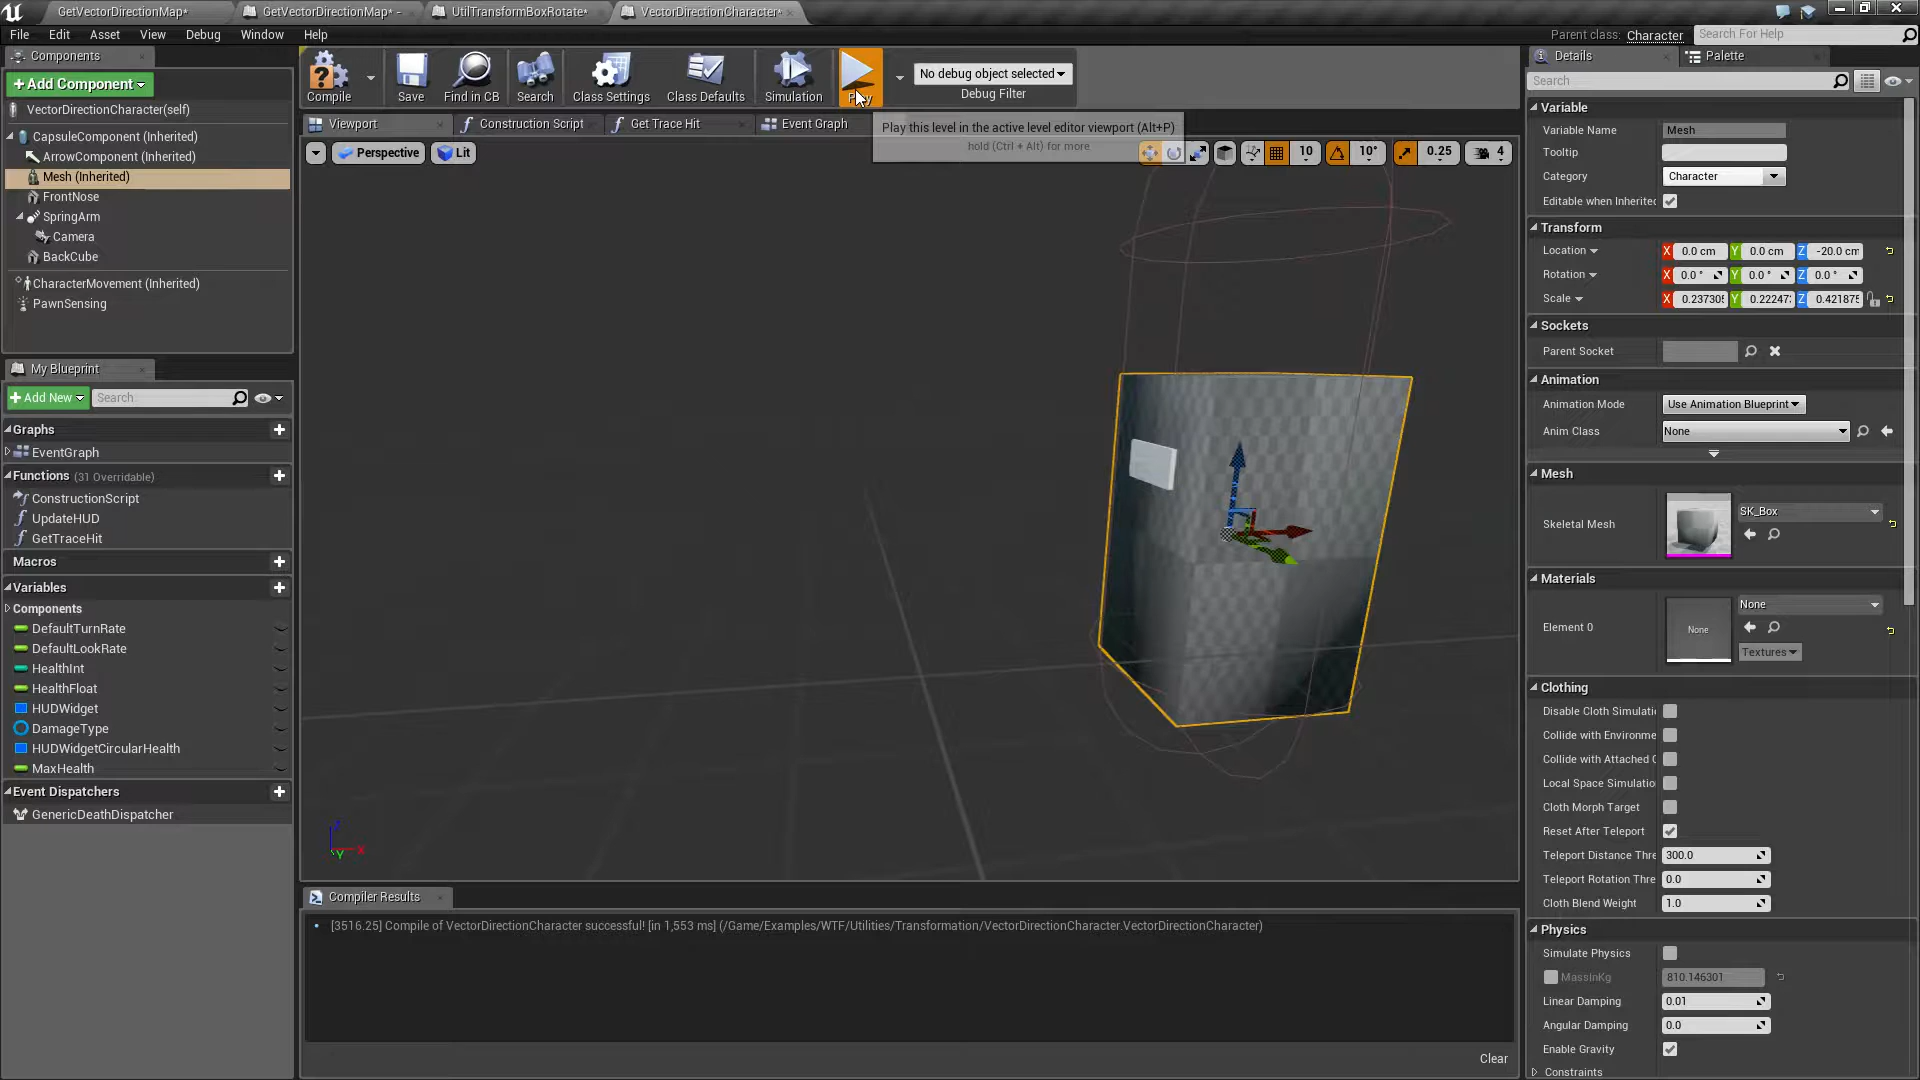 GetVectorDirectionMap*
GetVectorDirectionMap* -
UtilTransformBoxRotate*
VectorDirectionCharacter*
File Edit Asset View Debug Window Help
Parent class: Character
Search For Help
Components
+Add Component
VectorDirectionCharacter(self)
CapsuleComponent (Inherited)
ArrowComponent (Inherited)
Mesh (Inherited)
FrontNose
SpringArm
Camera
BackCube
CharacterMovement (Inherited)
PawnSensing
My Blueprint
+Add New Search
Graphs
EventGraph
Functions (31 Overridable)
ConstructionScript
UpdateHUD
GetTraceHit
Macros
Variables
Components
DefaultTurnRate
DefaultLookRate
HealthInt
HealthFloat
HUDWidget
DamageType
HUDWidgetCircularHealth
MaxHealth
Event Dispatchers
GenericDeathDispatcher
Compile Save Find in CB Search Class Settings Class Defaults Simulation
No debug object selected
Debug Filter
Viewport Construction Script Get Trace Hit Event Graph
Play this level in the active level editor viewport (Alt+P)
hold (Ctrl + Alt) for more
Perspective Lit
10 10° 0.25 4
Z
X
Y
Compiler Results
[3516.25] Compile of VectorDirectionCharacter successful! [in 1,553 ms] (/Game/Examples/WTF/Utilities/Transformation/VectorDirectionCharacter.VectorDirectionCharacter)
Clear
Details Palette
Search
Variable
Variable Name Mesh
Tooltip
Category Character
Editable when Inherited
Transform
Location X 0.0 cm Y 0.0 cm Z -20.0 cm
Rotation X 0.0 ° Y 0.0 ° Z 0.0 °
Scale X 0.23730 Y 0.22247 Z 0.421875
Sockets
Parent Socket
Animation
Animation Mode Use Animation Blueprint
Anim Class None
Mesh
Skeletal Mesh SK_Box
Materials
Element 0 None None
Textures
Clothing
Disable Cloth Simulati
Collide with Environme
Collide with Attached C
Local Space Simulatio
Cloth Morph Target
Reset After Teleport
Teleport Distance Thre 300.0
Teleport Rotation Thre 0.0
Cloth Blend Weight 1.0
Physics
Simulate Physics
MassInKg 810.146301
Linear Damping 0.01
Angular Damping 0.0
Enable Gravity
Constraints